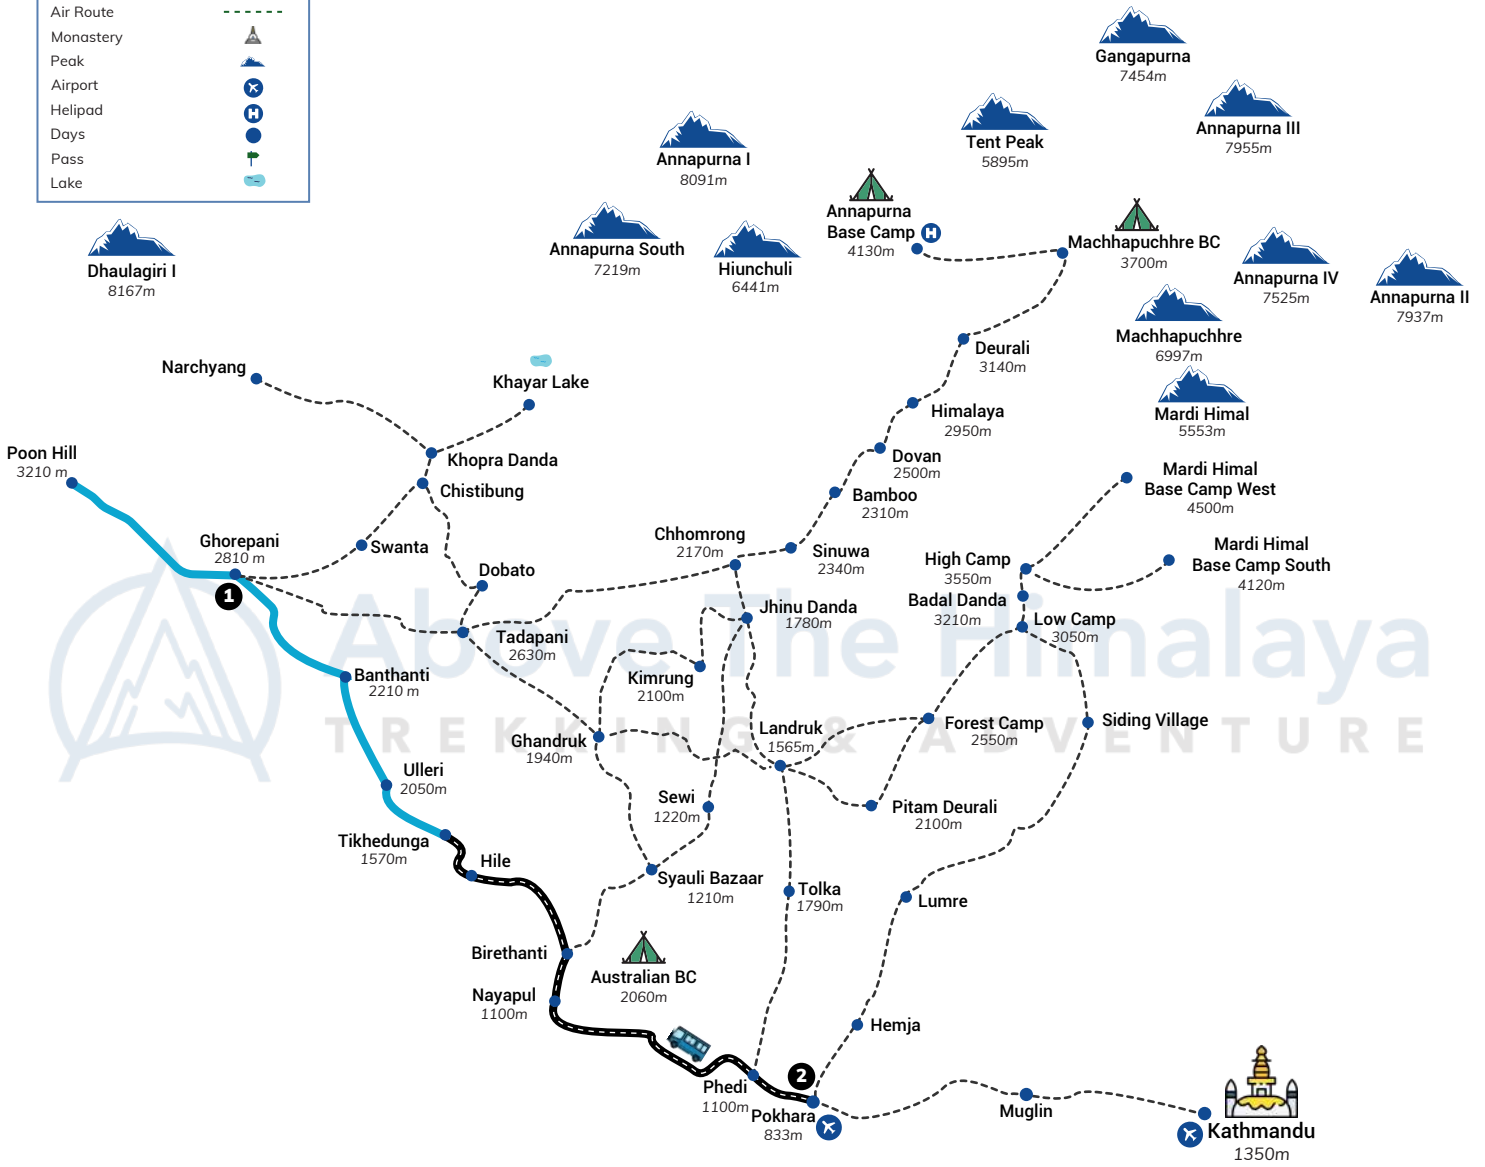 Air Route
Monastery
Peak
Airport
Helipad
H
Days
Pass
Lake
Gangapurna
7454m
Annapurna III
7955m
Tent Peak
5895m
Annapurna I
8091m
Annapurna
Base Camp
H
4130m
Machhapuchhre BC
3700m
Annapurna South
7219m
Hiunchuli
6441m
Dhaulagiri I
8167m
Annapurna IV
7525m
Annapurna II
7937m
Machhapuchhre
6997m
Deurali
3140m
Mardi Himal
5553m
Narchyang
Khayar Lake
Himalaya
2950m
Poon Hill
3210 m
Khopra Danda
Chistibung
Dovan
2500m
Bamboo
2310m
Mardi Himal
Base Camp West
4500m
Ghorepani
2810 m
1
Swanta
Dobato
Chhomrong
2170m
Sinuwa
2340m
High Camp
3550m
Mardi Himal
Base Camp South
4120m
Badal Danda
3210m
Low Camp
3050m
Jhinu Danda
1780m
Tadapani
2630m
Above The Himalaya
TREKKING & ADVENTURE
Banthanti
2210 m
Kimrung
2100m
Ghandruk
1940m
Landruk
1565m
Forest Camp
2550m
Siding Village
Ulleri
2050m
Sewi
1220m
Pitam Deurali
2100m
Tikhedunga
1570m
Hile
Syauli Bazaar
1210m
Tolka
1790m
Lumre
Birethanti
Australian BC
2060m
Nayapul
1100m
Hemja
Phedi
1100m
2
Pokhara
833m
Muglin
Kathmandu
1350m